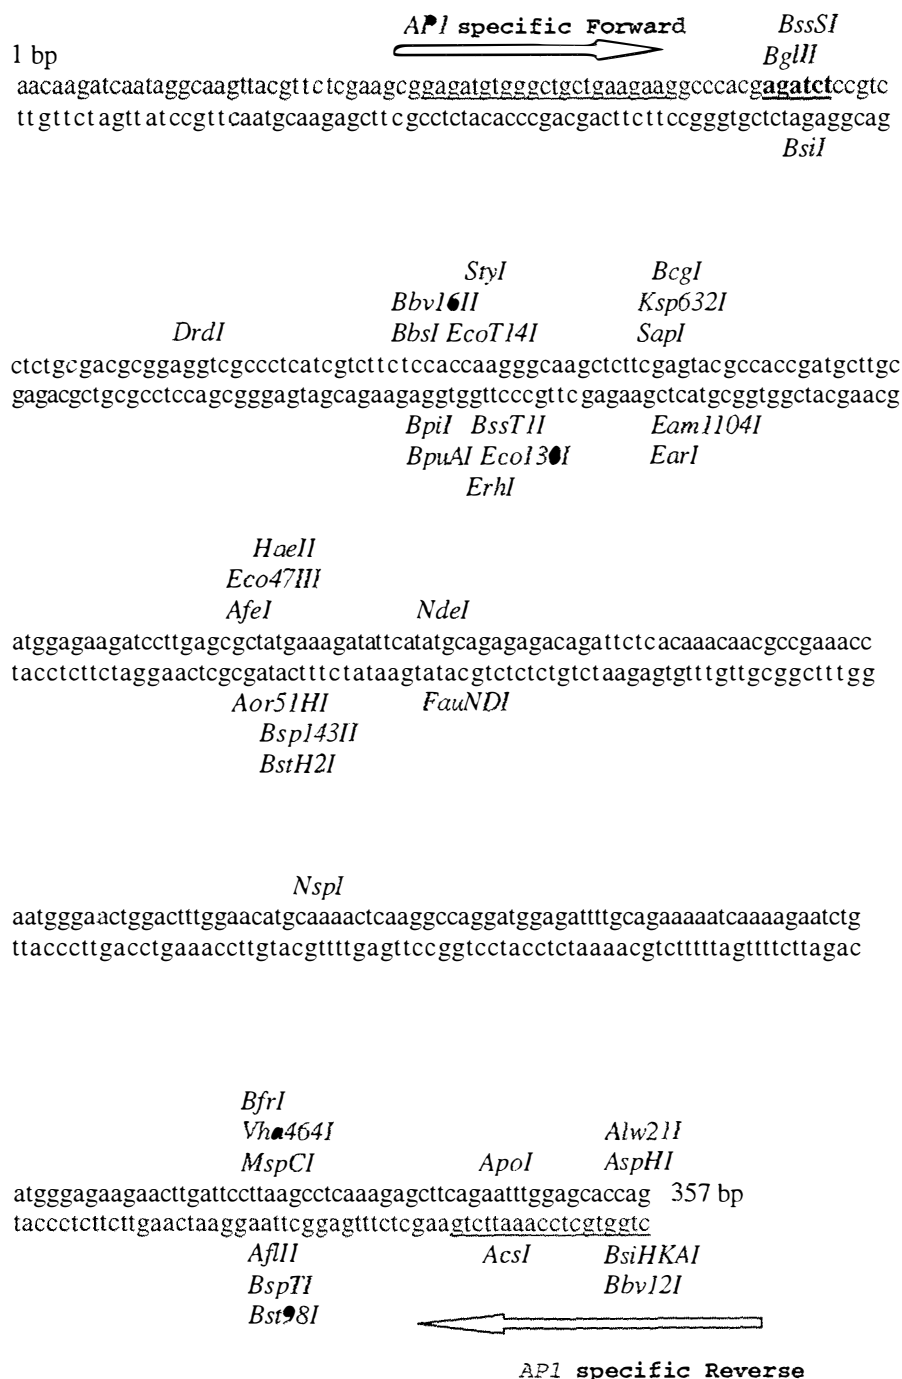 AP1 specific Forward BssSI
1 bp BglII
aacaagatcaataggcaagttacgttctcgaagcggagatgtgggctgctgaagaaggcccacgagatctccgtc
ttgttctagttatccgttcaatgcaagagcttcgcctctacacccgacgacttcttccgggtgctctagaggcag
BsiI
StyI BcgI
Bbv16II Ksp632I
DrdI BbsI EcoT14I SapI
ctctgcgacgcggaggtcgccctcatcgtcttctccaccaagggcaagctcttcgagtacgccaccgatgcttgc
gagacgctgcgcctccagcgggagtagcagaagaggtggttcccgttcgagaagctcatgcggtggctacgaacg
BpiI BssT1I Eam1104I
BpuAI Eco130I EarI
ErhI
HaeII
Eco47III
AfeI NdeI
atggagaagatccttgagcgctatgaaagatattcatatgcagagagacagattctcacaaacaacgccgaaacc
tacctcttctaggaactcgcgatactttctataagtatacgtctctctgtctaagagtgtttgttgcggctttgg
Aor51HI FauNDI
Bsp143II
BstH2I
NspI
aatgggaactggactttggaacatgcaaaactcaaggccaggatggagattttgcagaaaaatcaaaagaatctg
ttacccttgacctgaaaccttgtacgttttgagttccggtcctacctctaaaacgtctttttagttttcttagac
BfrI
Vha464I Alw21I
MspCI ApoI AspHI
atgggagaagaacttgattccttaagcctcaaagagcttcagaatttggagcaccag 357 bp
taccctcttcttgaactaaggaattcggagtttctcgaagtcttaaacctcgtggtc
AflII AcsI BsiHKAI
BspTI Bbv12I
Bst98I
AP1 specific Reverse